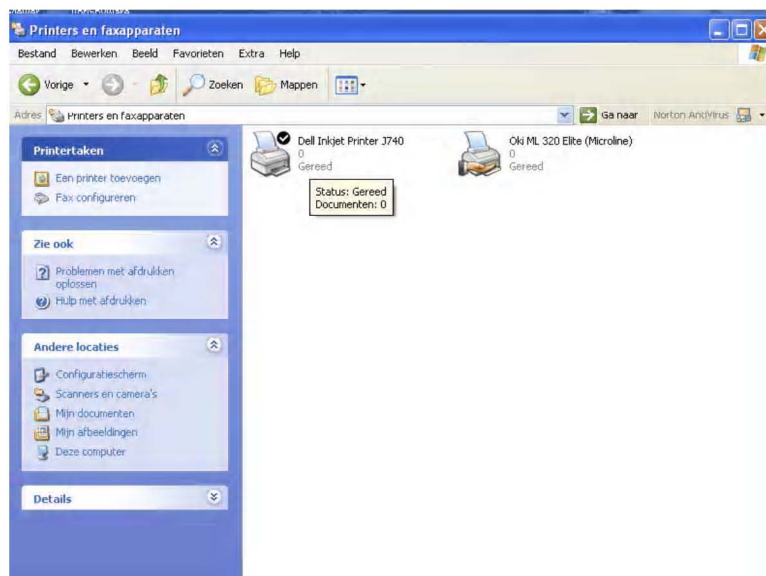 Printers en faxapparaten
Bestand Bewerken Beeld Favorieten Extra Help
Vorige Zoeken Mappen
Adres Printers en faxapparaten Ga naar Norton AntiVirus
Printertaken
Een printer toevoegen
Fax configureren
Zie ook
Problemen met afdrukken
oplossen
Hulp met afdrukken
Andere locaties
Configuratiescherm
Scanners en camera's
Mijn documenten
Mijn afbeeldingen
Deze computer
Details
Dell Inkjet Printer J740
0
Gereed
Status: Gereed
Documenten: 0
Oki ML 320 Elite (Microline)
0
Gereed